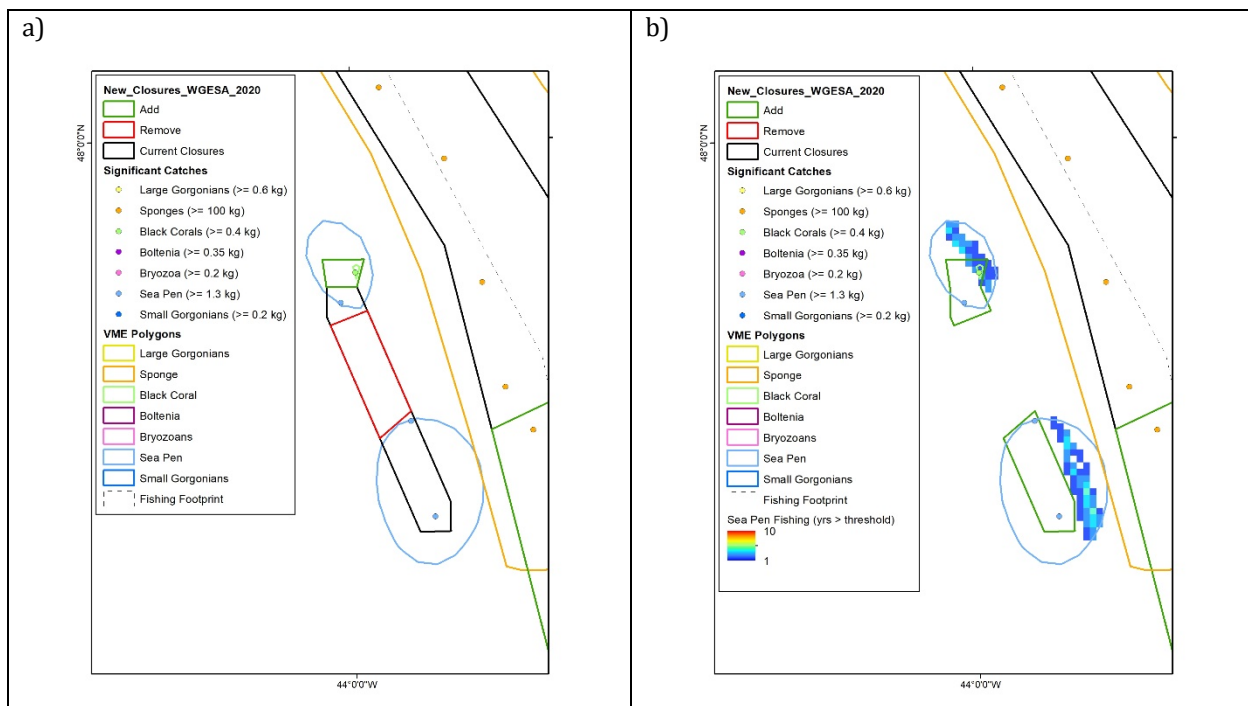 a)
New_Closures_WGESA_2020
Add
Remove
Current Closures
Significant Catches
Large Gorgonians (>= 0.6 kg)
Sponges (>= 100 kg)
Black Corals (>= 0.4 kg)
Boltenia (>= 0.35 kg)
Bryozoa (>= 0.2 kg)
Sea Pen (>= 1.3 kg)
Small Gorgonians (>= 0.2 kg)
VME Polygons
Large Gorgonians
Sponge
Black Coral
Boltenia
Bryozoans
Sea Pen
Small Gorgonians
Fishing Footprint
48°0'0"N
44°0'0"W
b)
New_Closures_WGESA_2020
Add
Remove
Current Closures
Significant Catches
Large Gorgonians (>= 0.6 kg)
Sponges (>= 100 kg)
Black Corals (>= 0.4 kg)
Boltenia (>= 0.35 kg)
Bryozoa (>= 0.2 kg)
Sea Pen (>= 1.3 kg)
Small Gorgonians (>= 0.2 kg)
VME Polygons
Large Gorgonians
Sponge
Black Coral
Boltenia
Bryozoans
Sea Pen
Small Gorgonians
Fishing Footprint
Sea Pen Fishing (yrs > threshold)
10
1
48°0'0"N
44°0'0"W